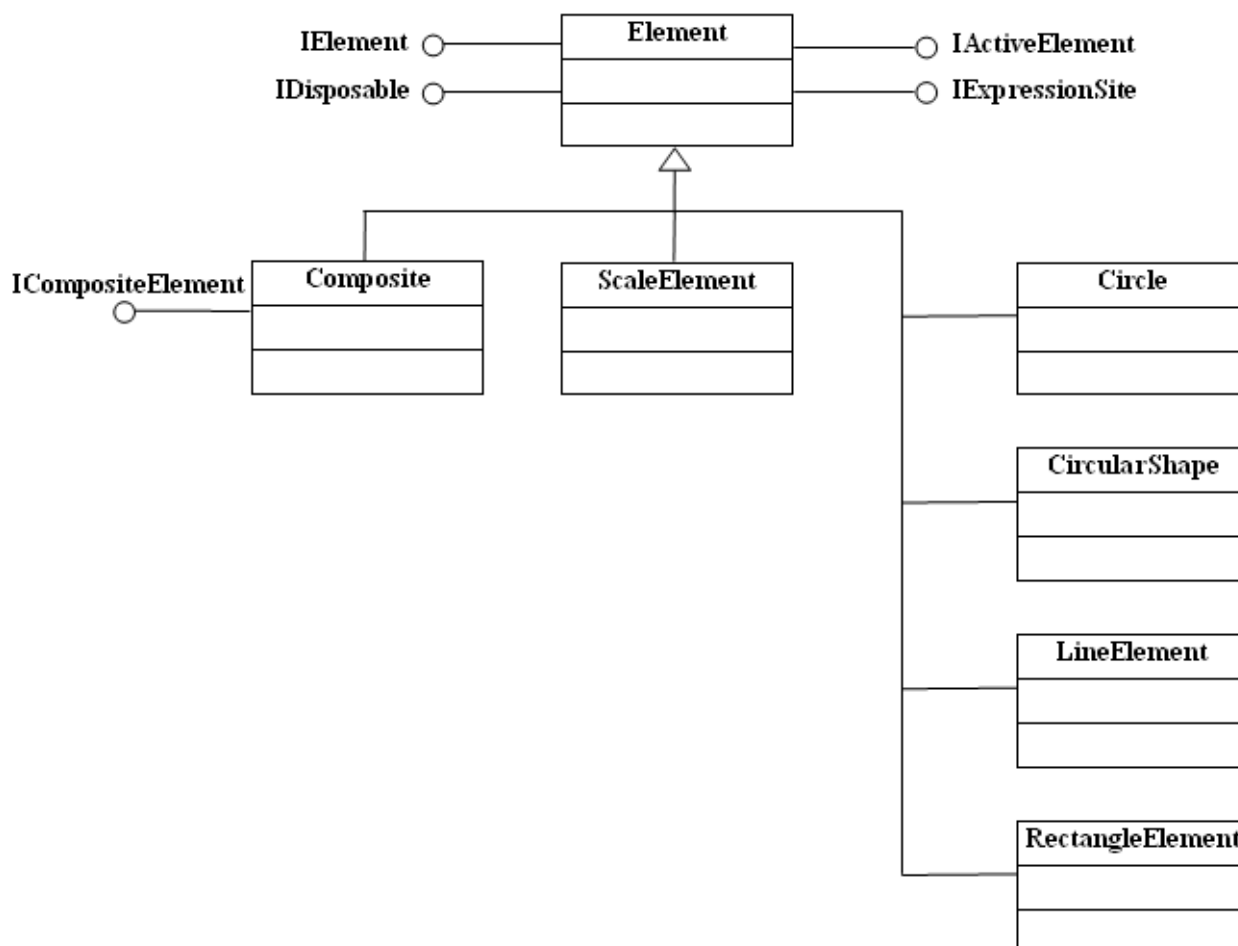 Element
IElement
IActiveElement
IDisposable
IExpressionSite
ICompositeElement
Composite
ScaleElement
Circle
CircularShape
LineElement
RectangleElement